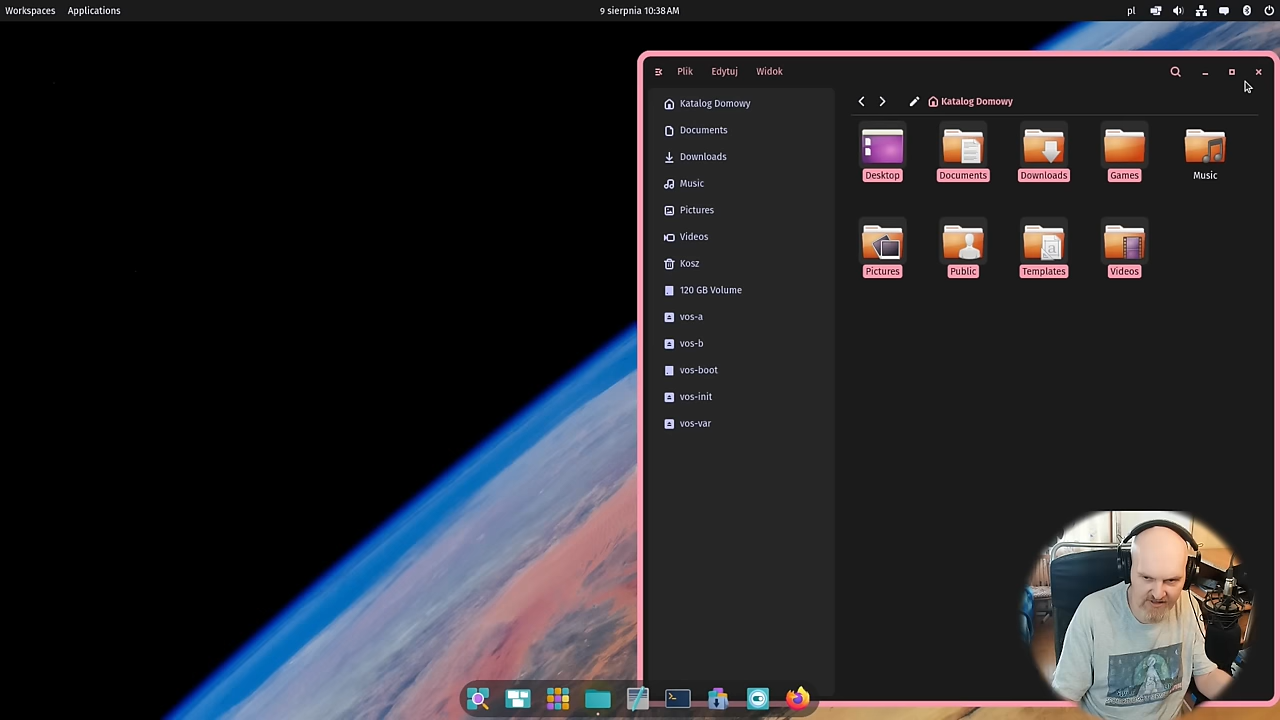 Workspaces Applications 9 sierpnia 10:38 AM pl
Plik Edytuj Widok
Katalog Domowy
Documents
Downloads
Music
Pictures
Videos
Kosz
120 GB Volume
vos-a
vos-b
vos-boot
vos-init
vos-var
Katalog Domowy
Desktop Documents Downloads Games Music
Pictures Public Templates Videos